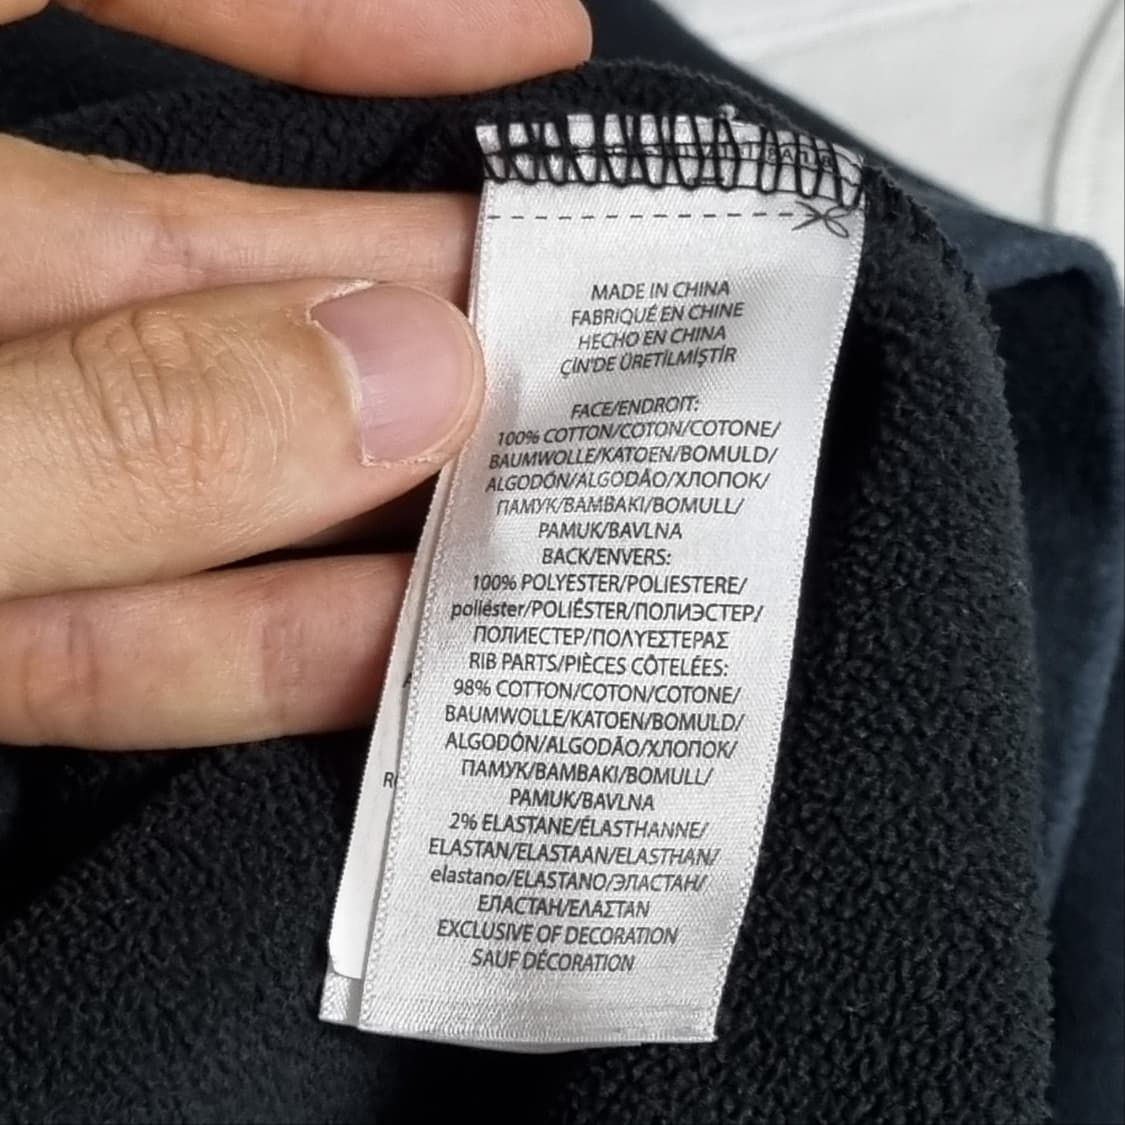 MADE IN CHINA
FABRIQUÉ EN CHINE
HECHO EN CHINA
ÇİN'DE ÜRETİLMİŞTİR
FACE/ENDROIT:
100% COTTON/COTON/COTONE/
BAUMWOLLE/KATOEN/BOMULD/
ALGODÓN/ALGODÃO/ХЛОПОК/
ПАМУК/BAMBAKI/BOMULL/
PAMUK/BAVLNA
BACK/ENVERS:
100% POLYESTER/POLIESTERE/
poliéster/POLIÉSTER/ПОЛИЭСТЕР/
ПОЛИЕСТЕР/ΠΟΛΥΕΣΤΕΡΑΣ
RIB PARTS/PIÈCES CÔTELÉES:
98% COTTON/COTON/COTONE/
BAUMWOLLE/KATOEN/BOMULD/
ALGODÓN/ALGODÃO/ХЛОПОК/
ПАМУК/BAMBAKI/BOMULL/
PAMUK/BAVLNA
2% ELASTANE/ÉLASTHANNE/
ELASTAN/ELASTAAN/ELASTHAN/
elastano/ELASTANO/ЭЛАСТАН/
ЕЛАСТАН/ΕΛΑΣΤΑΝ
EXCLUSIVE OF DECORATION
SAUF DÉCORATION